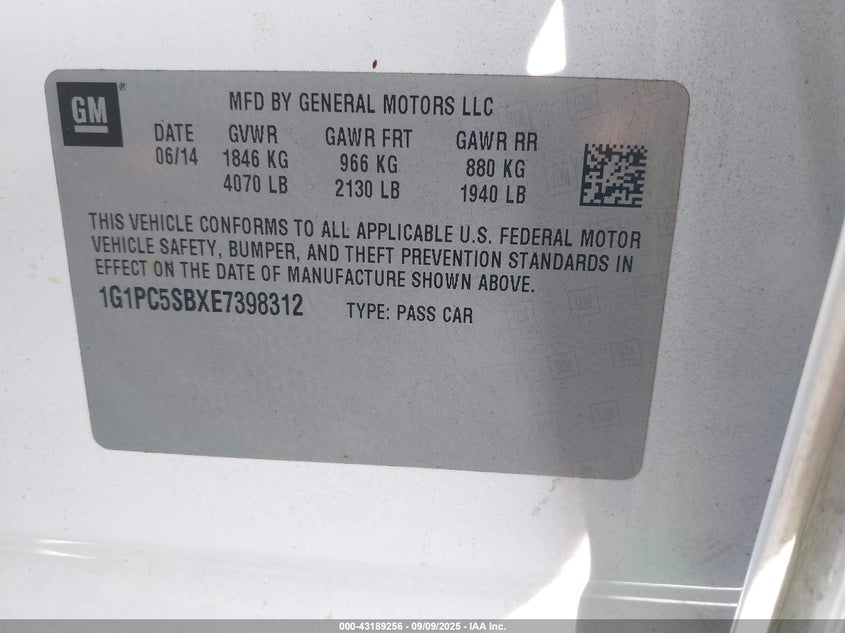 GM ®
MFD BY GENERAL MOTORS LLC
DATE GVWR GAWR FRT GAWR RR
06/14 1846 KG 966 KG 880 KG
4070 LB 2130 LB 1940 LB
THIS VEHICLE CONFORMS TO ALL APPLICABLE U.S. FEDERAL MOTOR
VEHICLE SAFETY, BUMPER, AND THEFT PREVENTION STANDARDS IN
EFFECT ON THE DATE OF MANUFACTURE SHOWN ABOVE.
1G1PC5SBXE7398312 TYPE: PASS CAR
000-43189256 - 09/09/2025 - IAA Inc.